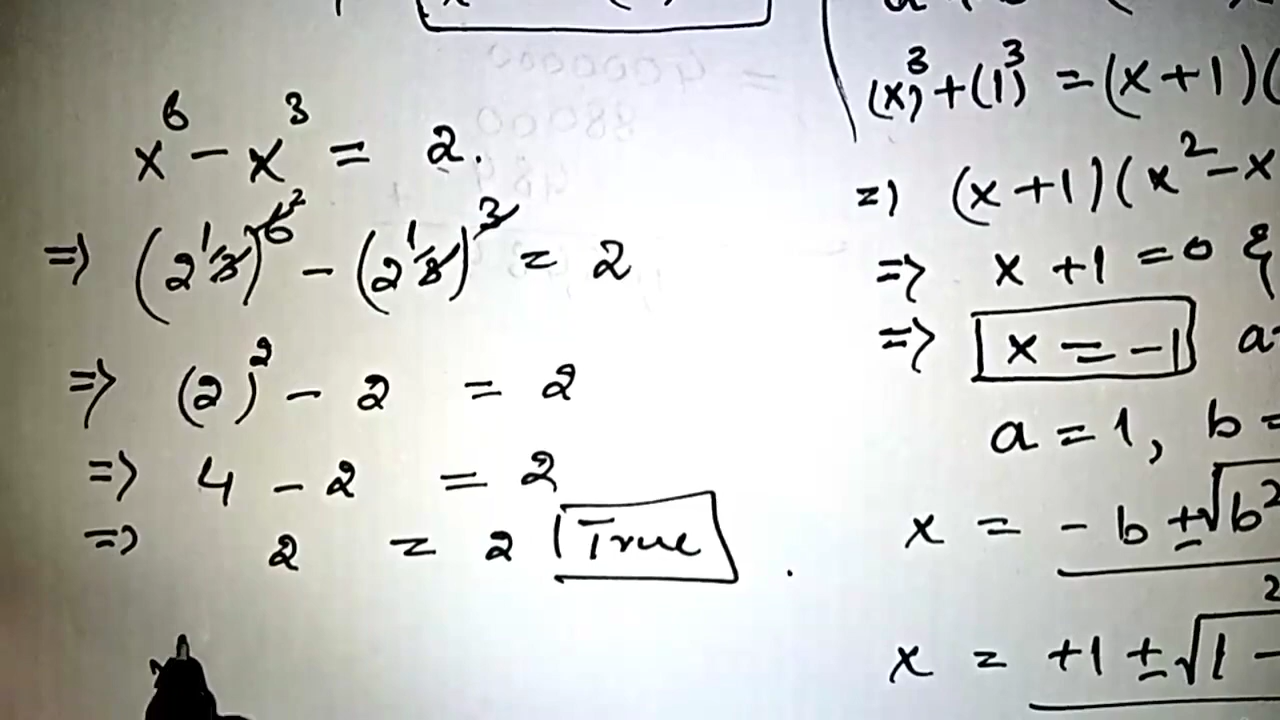 x⁶ - x³ = 2.
=> (2^1/3)^6 2 - (2^1/3)^3 = 2
=> (2)² - 2 = 2
=> 4 - 2 = 2
=> 2 = 2 True
(x)³ + (1)³ = (x+1)(
=> (x+1)(x²-x
=> x+1 = 0 &
=> x = -1
a = 1, b =
x = -b ± √b²
x = +1 ± √1 -